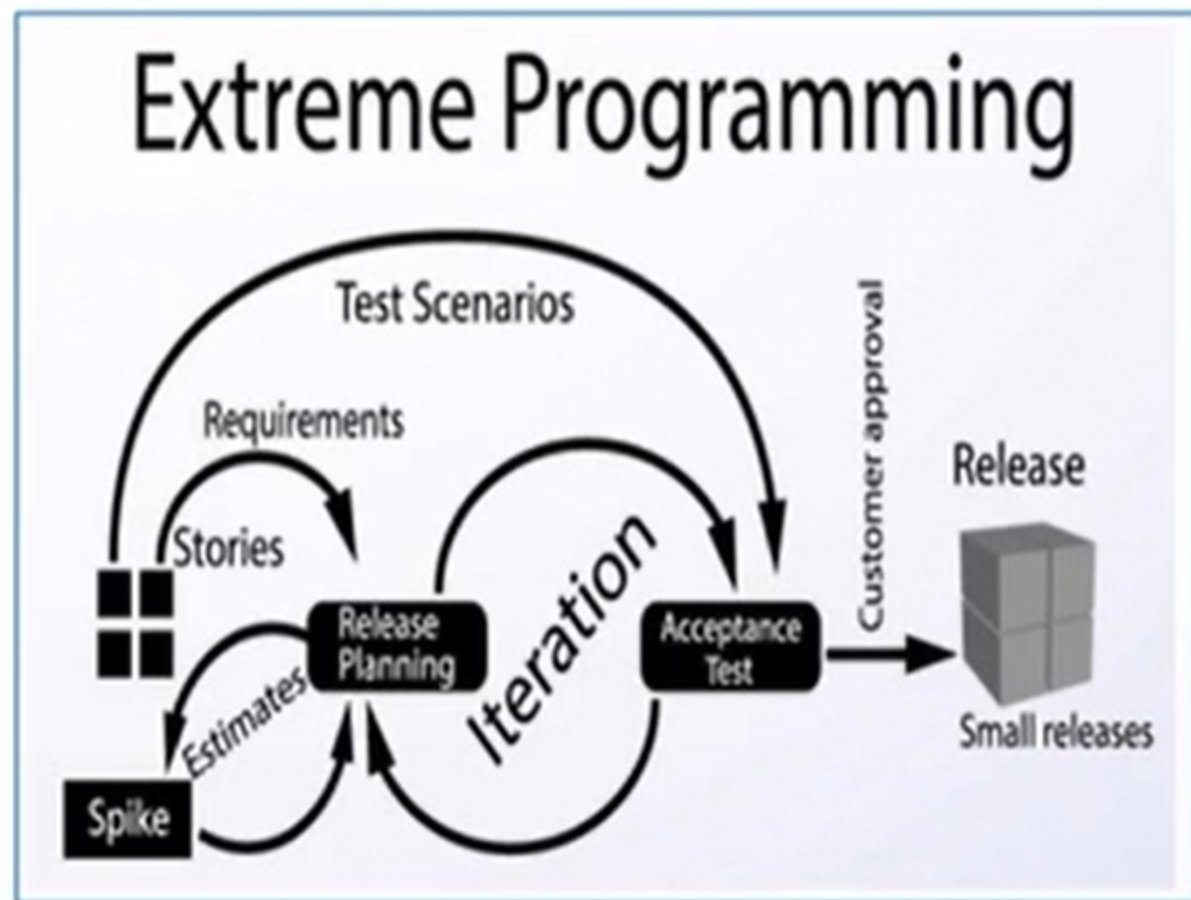 Extreme Programming
Test Scenarios
Requirements
Stories
Release
Planning
Estimates
Spike
Iteration
Acceptance
Test
Customer approval
Release
Small releases